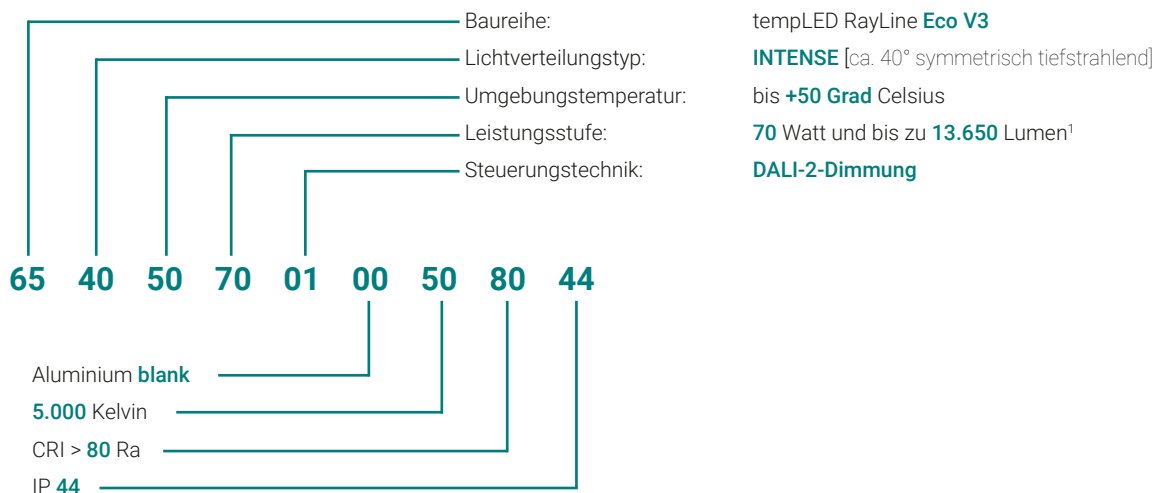 Baureihe: tempLED RayLine Eco V3
Lichtverteilungstyp: INTENSE [ca. 40° symmetrisch tiefstrahlend]
Umgebungstemperatur: bis +50 Grad Celsius
Leistungsstufe: 70 Watt und bis zu 13.650 Lumen¹
Steuerungstechnik: DALI-2-Dimmung
65 40 50 70 01 00 50 80 44
Aluminium blank
5.000 Kelvin
CRI > 80 Ra
IP 44